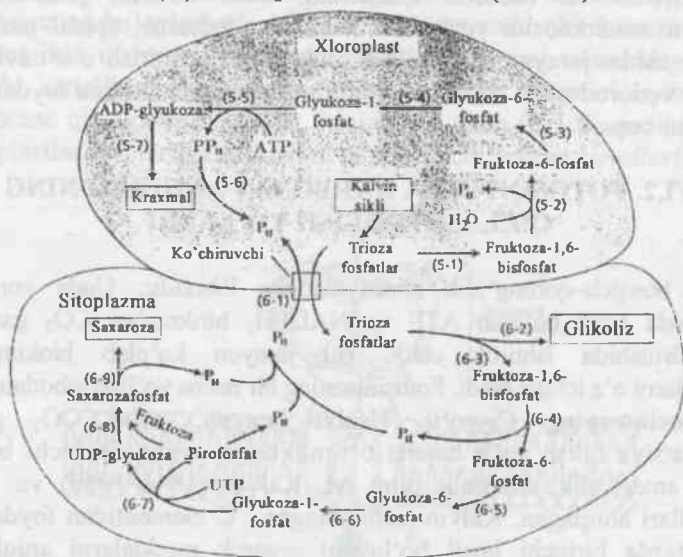 Xloroplast
ADP-glyukoza
(5-5)
Glyukoza-1-
fosfat
(5-4)
Glyukoza-6-
fosfat
(5-7)
PPн
ATP
(5-3)
Fruktoza-6-fosfat
(5-6)
Kraxmal
Kalvin
sikli
Pн
(5-2)
H₂O
Pн
Ko`chiruvchi
Trioza
fosfatlar
(5-1)
Fruktoza-1,6-
bisfosfat
Sitoplazma
(6-1)
Saxaroza
Pн
Trioza
fosfatlar
(6-2)
Glikoliz
(6-3)
(6-9)
Pн
Fruktoza-1,6-
bisfosfat
Saxarozafosfat
(6-4)
Fruktoza
(6-8)
Pн
UDP-glyukoza
Pirofosfat
Fruktoza-6-
fosfat
UTP
(6-7)
Glyukoza-1-
fosfat
(6-6)
Glyukoza-6-
fosfat
(6-5)